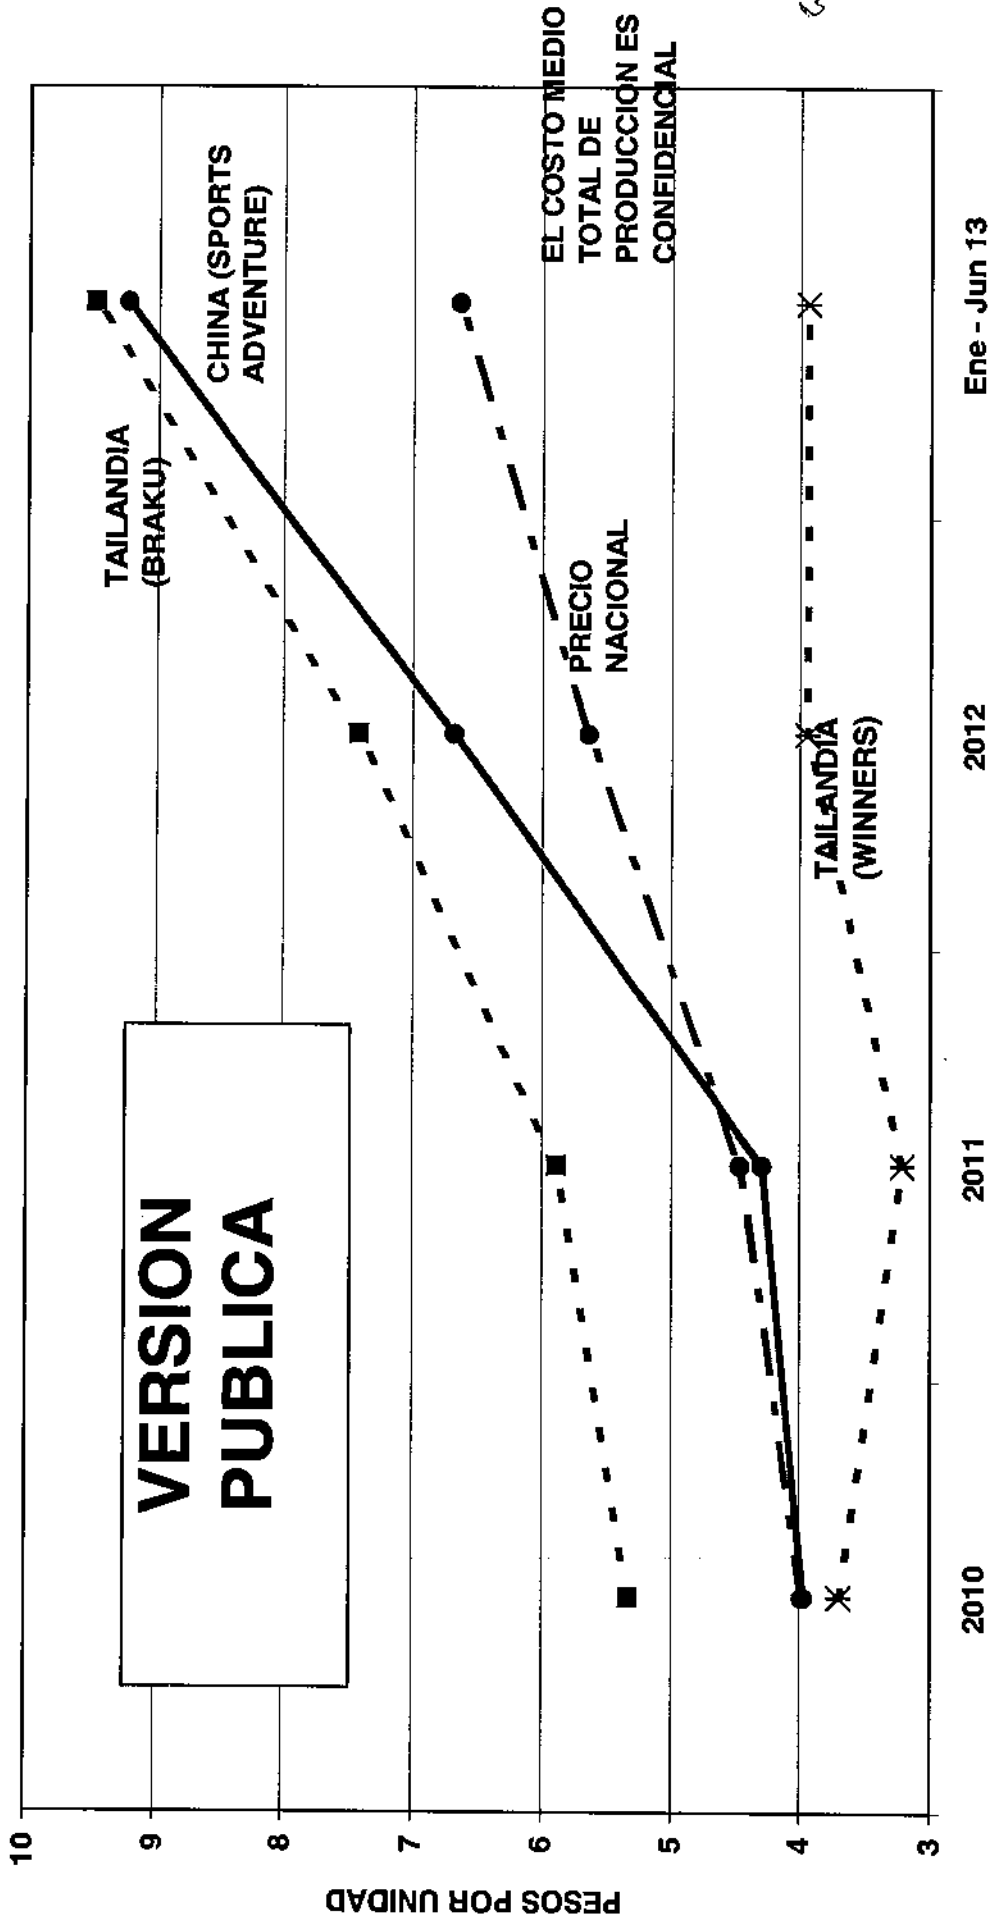 VERSION
PUBLICA
TAILANDIA
(BRAKU)
CHINA (SPORTS
ADVENTURE)
EL COSTO MEDIO
TOTAL DE
PRODUCCION ES
CONFIDENCIAL
PRECIO
NACIONAL
TAILANDIA
(WINNERS)
PESOS POR UNIDAD
10
9
8
7
6
5
4
3
2010
2011
2012
Ene - Jun 13